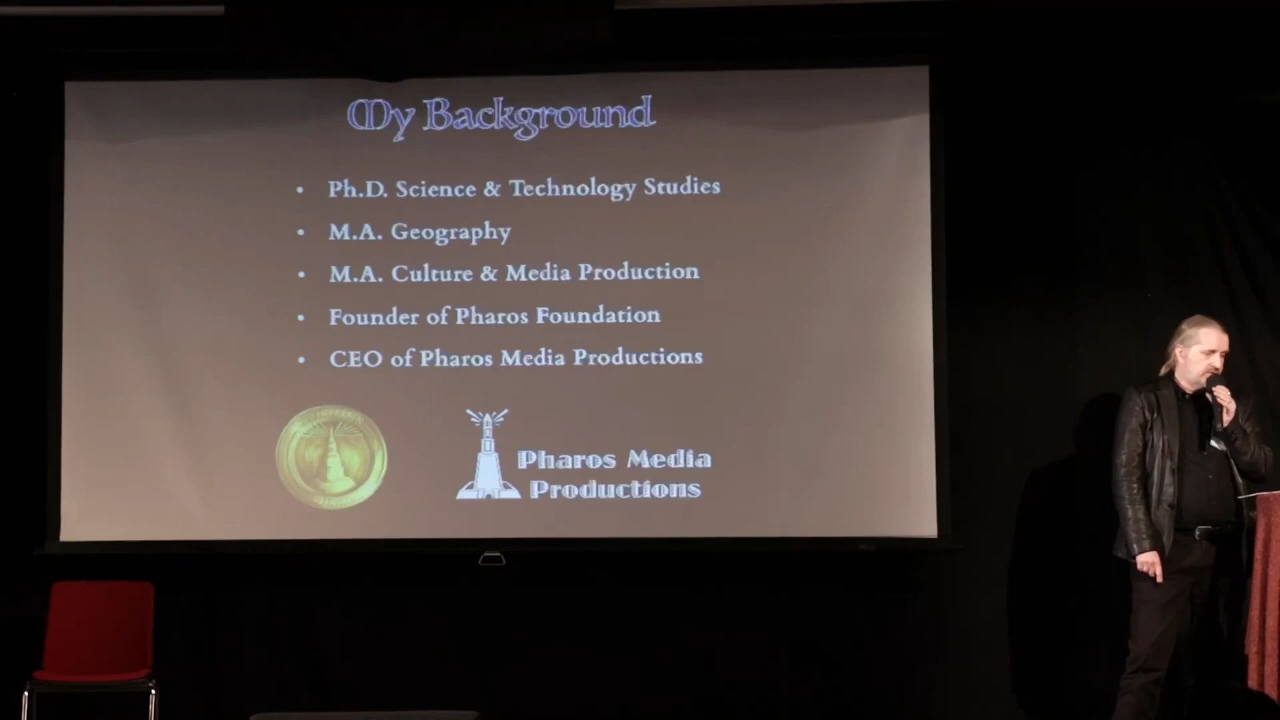 My Background
• Ph.D. Science & Technology Studies
• M.A. Geography
• M.A. Culture & Media Production
• Founder of Pharos Foundation
• CEO of Pharos Media Productions
Pharos Media
Productions